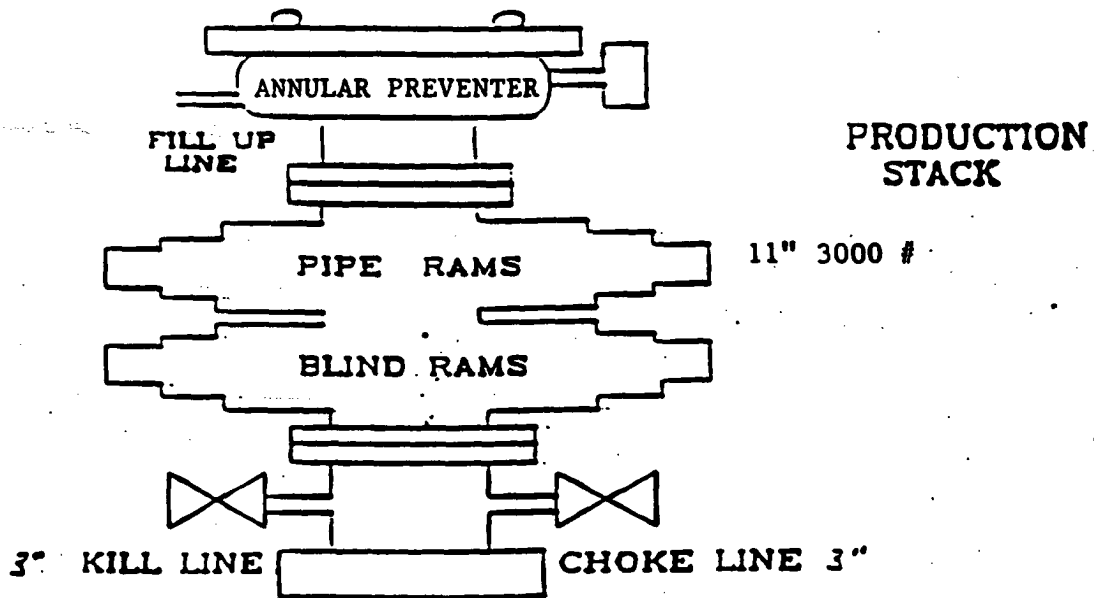 ANNULAR PREVENTER
FILL UP
LINE
PRODUCTION
STACK
PIPE RAMS
11" 3000 #
BLIND RAMS
3" KILL LINE
CHOKE LINE 3"